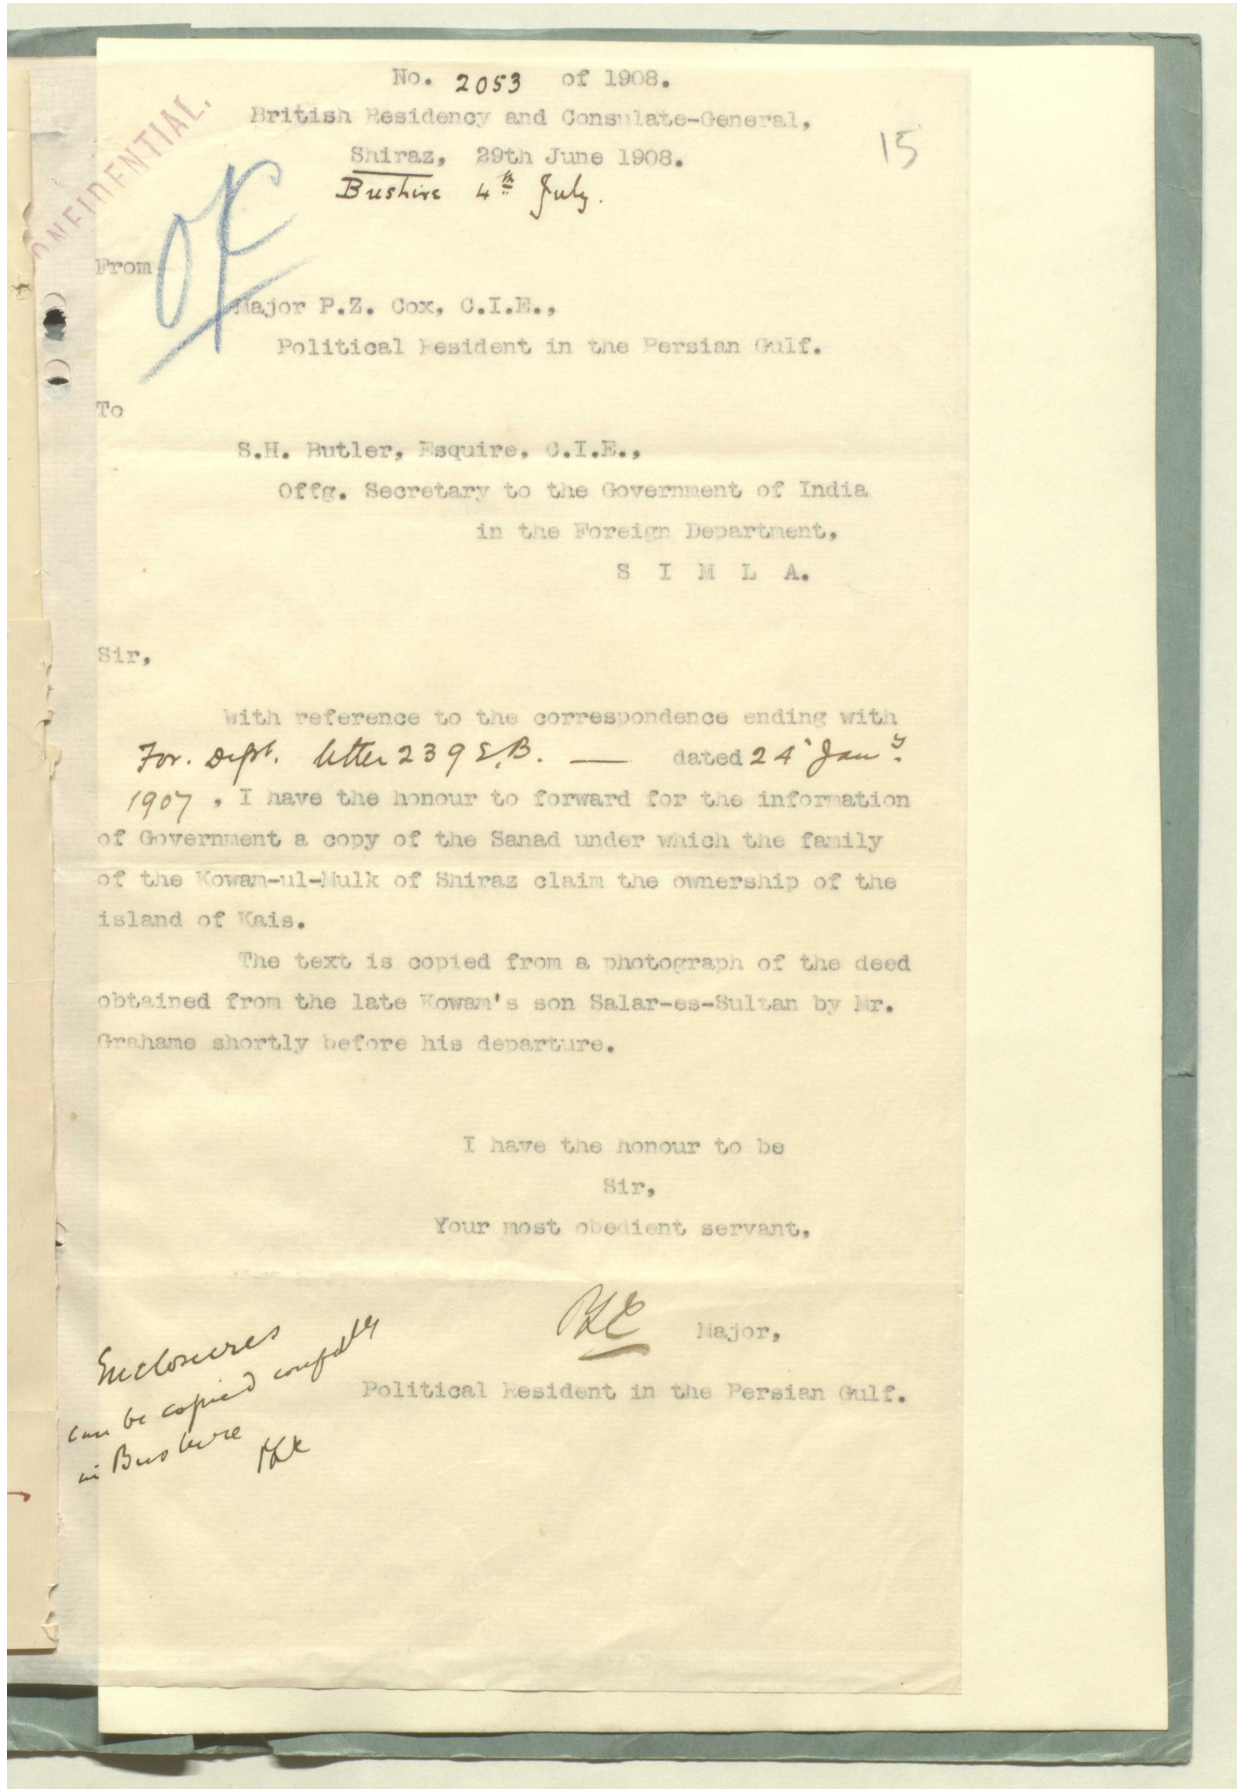 No. 2053 of 1908.
CONFIDENTIAL.
British Residency and Consulate-General,
15
Shiraz, 29th June 1908.
Bushire 4th July.
From
Major P.Z. Cox, C.I.E.,
Political Resident in the Persian Gulf.
To
S.H. Butler, Esquire, C.I.E.,
Offg. Secretary to the Government of India
in the Foreign Department,
S I M L A.
Sir,
With reference to the correspondence ending with
For. Dept. letter 239 E.B. — dated 24 Jany.
1907, I have the honour to forward for the information
of Government a copy of the Sanad under which the family
of the Kowam-ul-Mulk of Shiraz claim the ownership of the
island of Kais.
The text is copied from a photograph of the deed
obtained from the late Kowam's son Salar-es-Sultan by Mr.
Grahame shortly before his departure.
I have the honour to be
Sir,
Your most obedient servant,
PZC Major,
Political Resident in the Persian Gulf.
Enclosures
can be copied confdtly
in Bushire